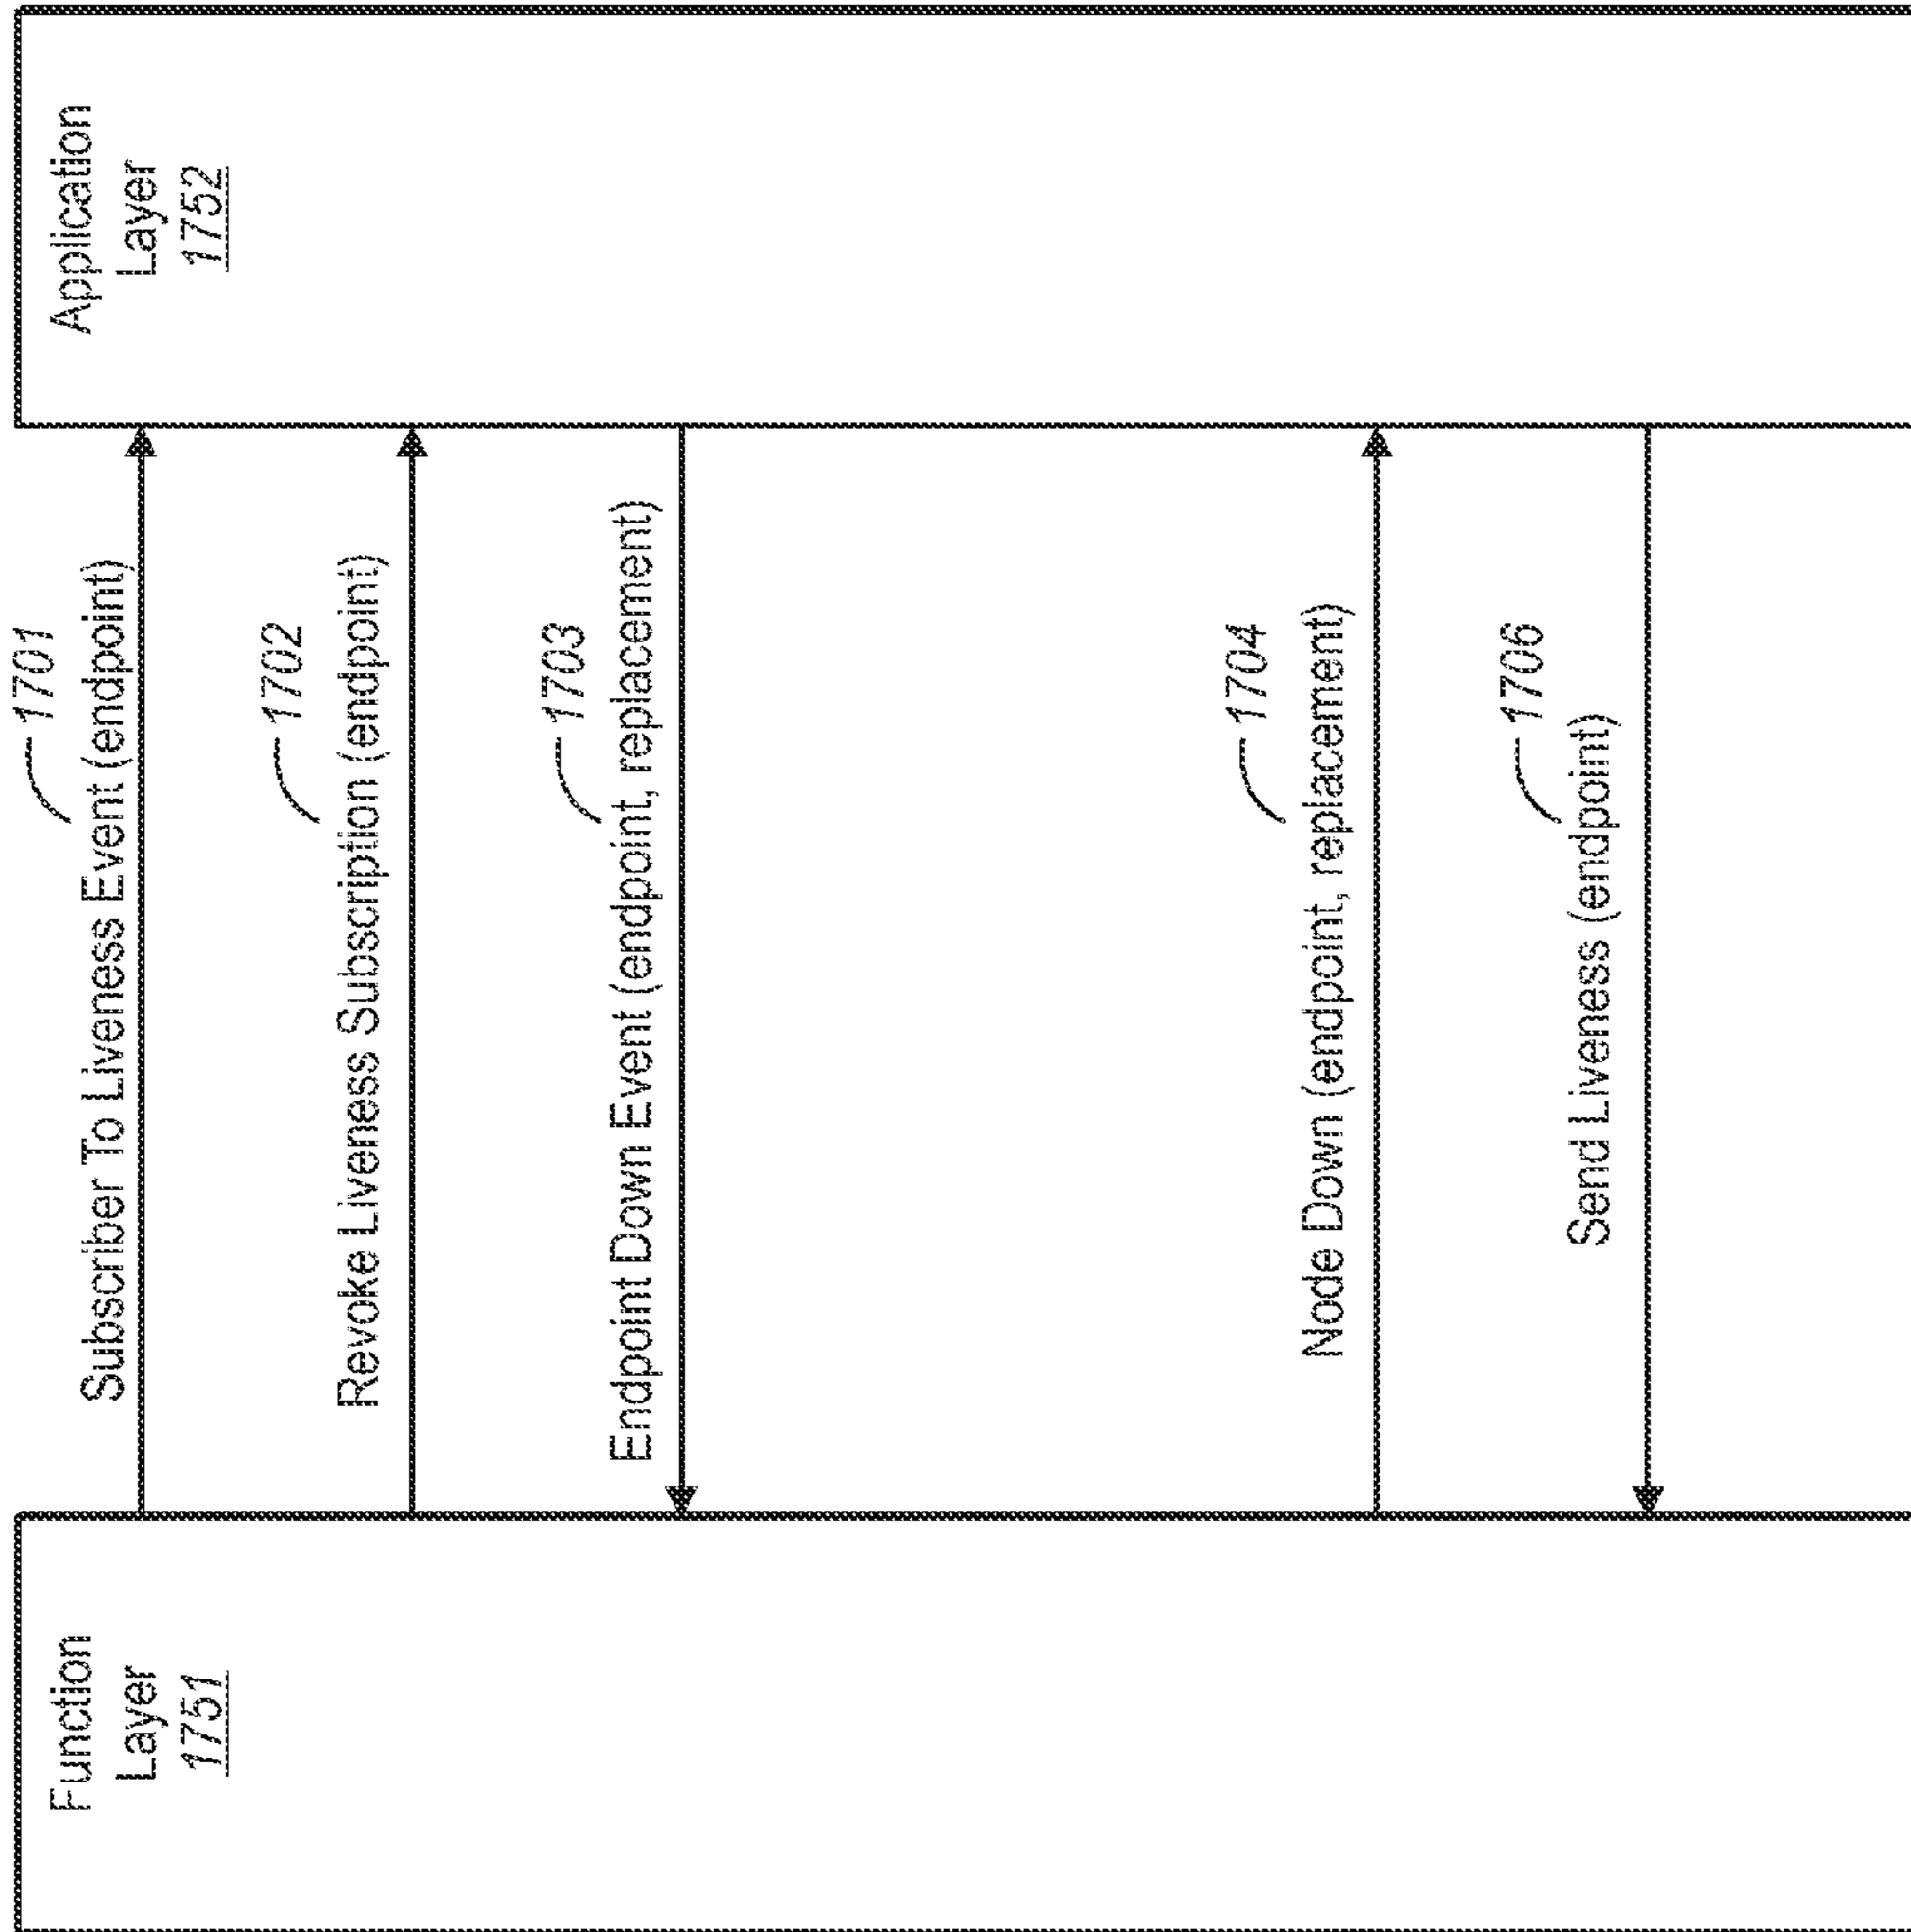 Function
Layer
1751
Application
Layer
1752
1701
Subscriber To Liveness Event (endpoint)
1702
Revoke Liveness Subscription (endpoint)
1703
Endpoint Down Event (endpoint, replacement)
1704
Node Down (endpoint, replacement)
1706
Send Liveness (endpoint)